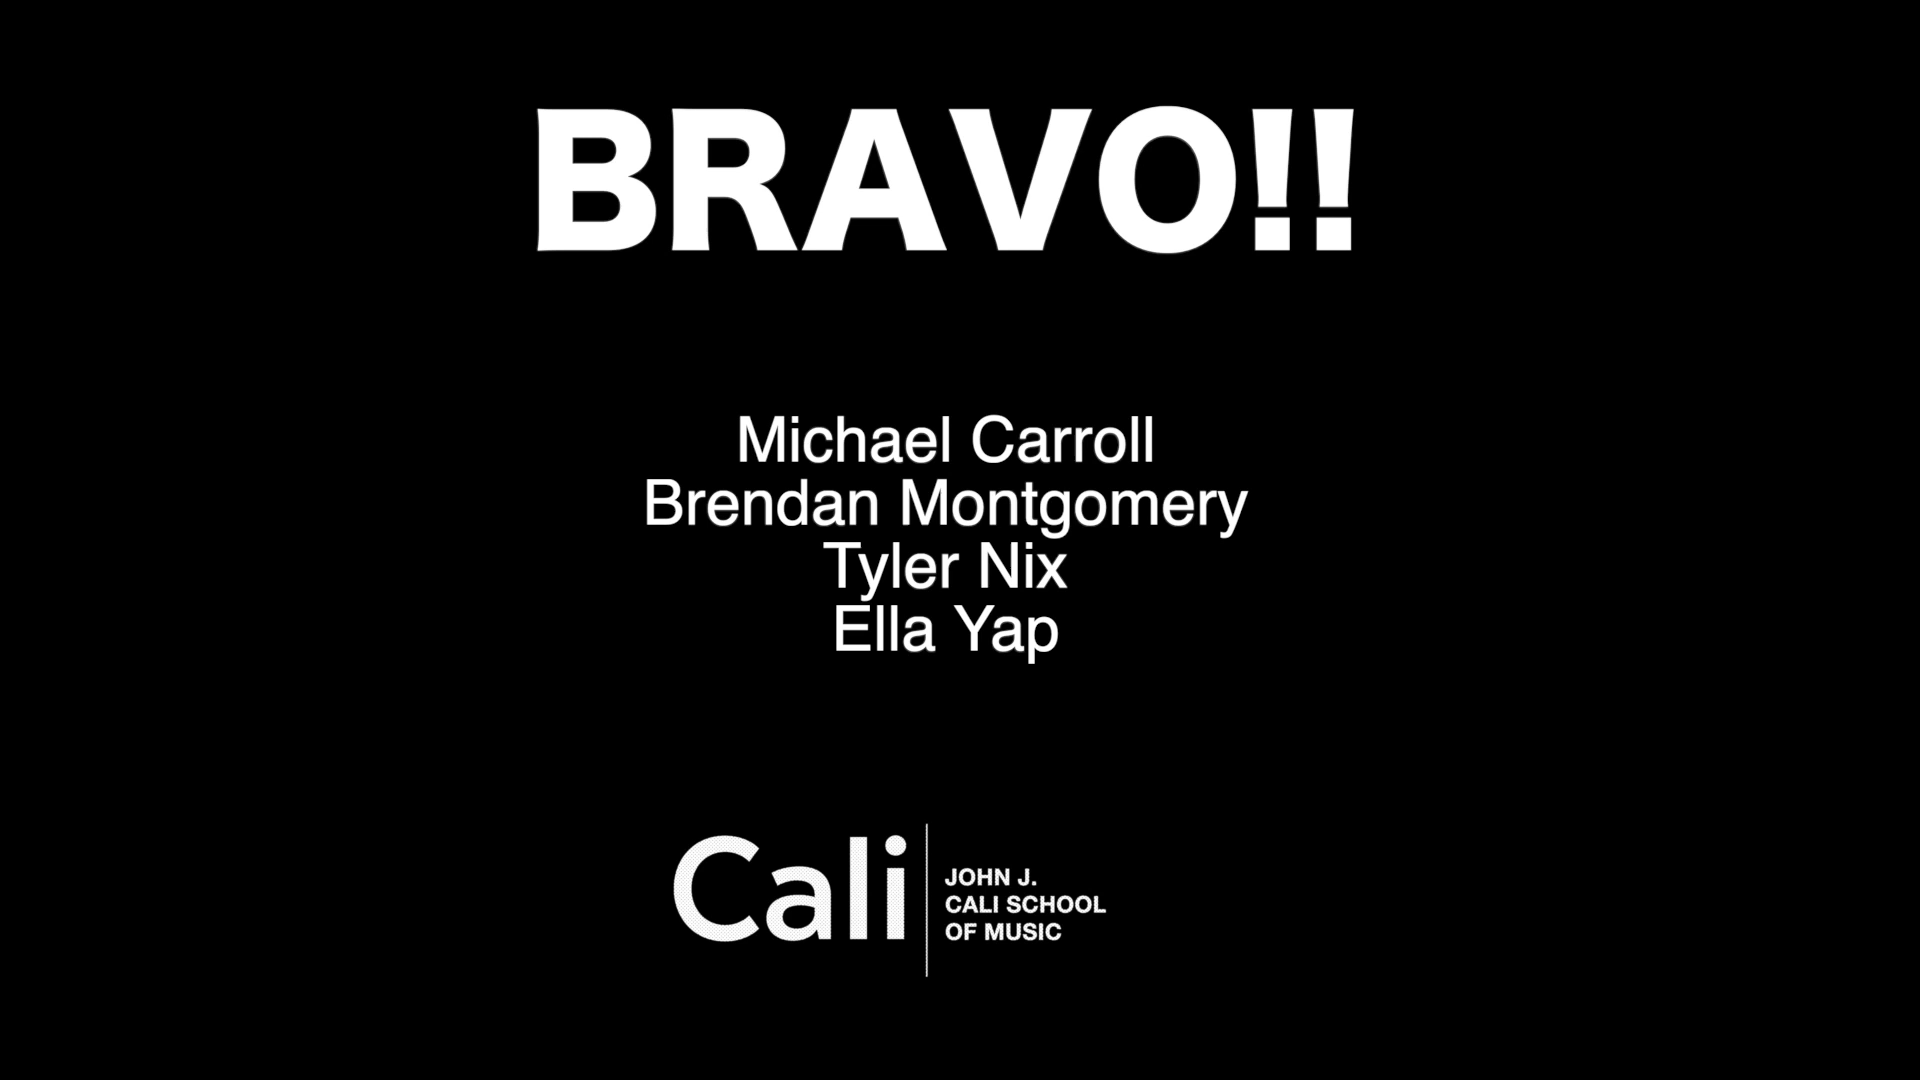 BRAVO!!
Michael Carroll
Brendan Montgomery
Tyler Nix
Ella Yap
Cali
JOHN J.
CALI SCHOOL
OF MUSIC